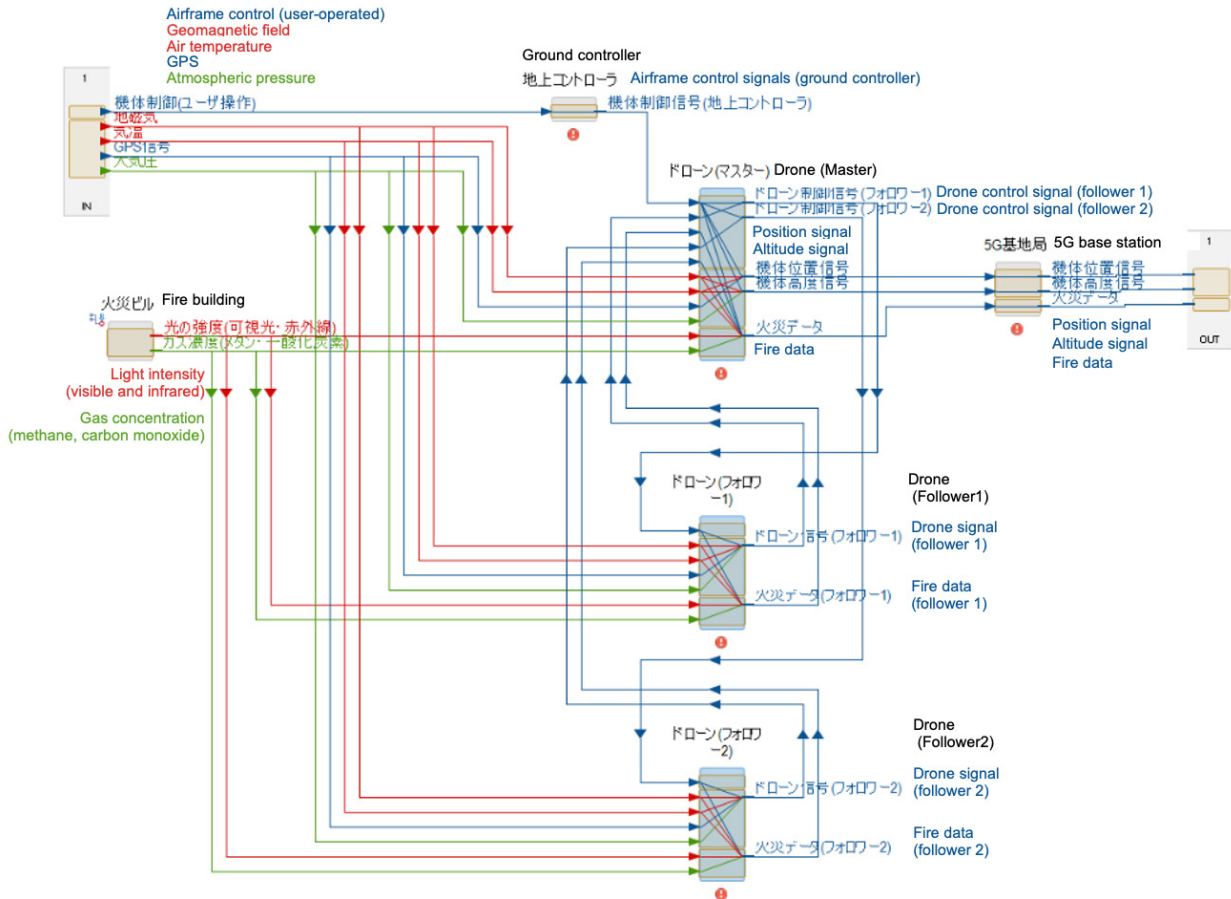 Airframe control (user-operated)
Geomagnetic field
Air temperature
GPS
Atmospheric pressure
Ground controller
地上コントローラ Airframe control signals (ground controller)
1
機体制御(ユーザ操作)
機体制御信号(地上コントローラ)
地磁気
気温
GPS信号
大気圧
IN
ドローン(マスター) Drone (Master)
ドローン制御信号(フォロワー1) Drone control signal (follower 1)
ドローン制御信号(フォロワー2) Drone control signal (follower 2)
Position signal
Altitude signal
5G基地局 5G base station
1
機体位置信号
機体高度信号
機体位置信号
機体高度信号
火災データ
火災データ
Fire data
Position signal
Altitude signal
Fire data
OUT
火災ビル Fire building
光の強度(可視光・赤外線)
ガス濃度(メタン・一酸化炭素)
Light intensity
(visible and infrared)
Gas concentration
(methane, carbon monoxide)
ドローン(フォロワ
ー1)
Drone
(Follower1)
ドローン信号(フォロワー1)
Drone signal
(follower 1)
火災データ(フォロワー1)
Fire data
(follower 1)
ドローン(フォロワ
ー2)
Drone
(Follower2)
ドローン信号(フォロワー2)
Drone signal
(follower 2)
火災データ(フォロワー2)
Fire data
(follower 2)